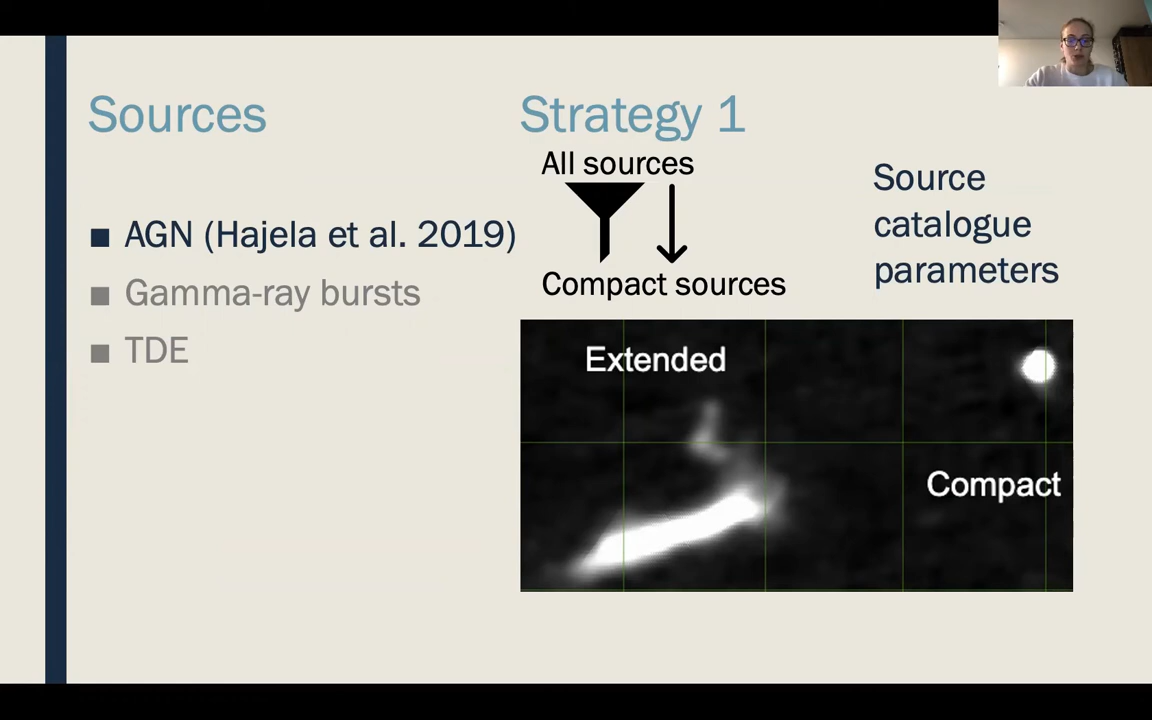 Sources
■ AGN (Hajela et al. 2019)
■ Gamma-ray bursts
■ TDE
Strategy 1
All sources
Compact sources
Source
catalogue
parameters
Extended
Compact